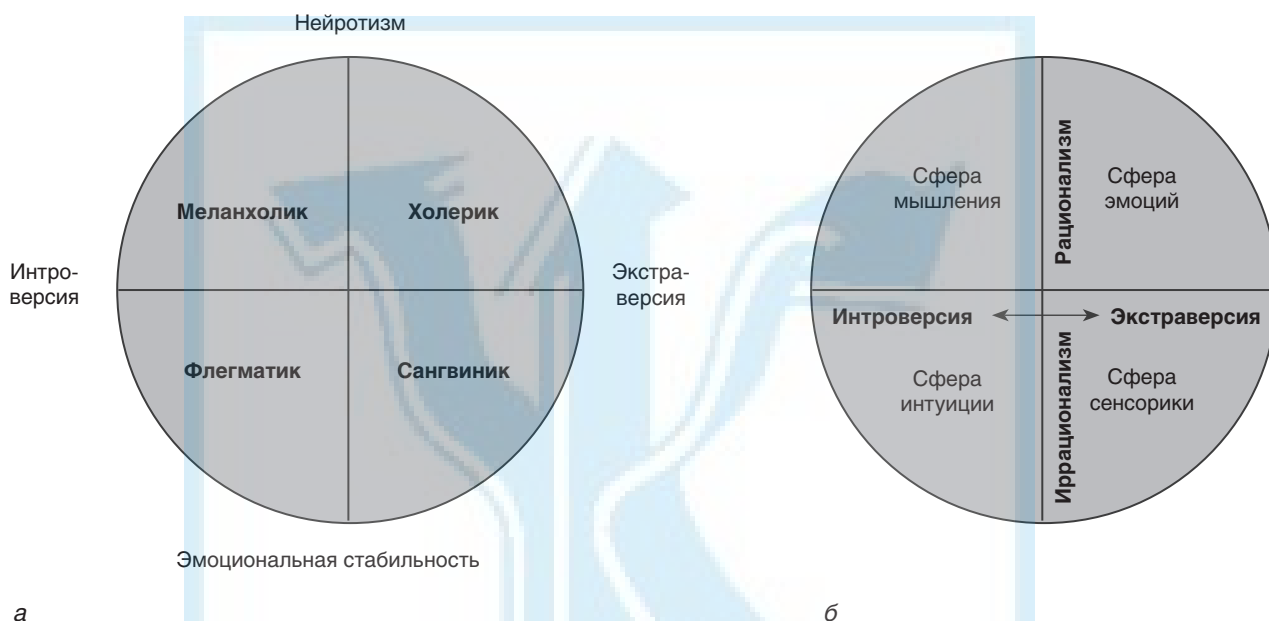 Нейротизм
Меланхолик
Холерик
Интро-
версия
Экстра-
версия
Флегматик
Сангвиник
Эмоциональная стабильность
а
Рационализм
Сфера
мышления
Сфера
эмоций
Интроверсия
Экстраверсия
Иррационализм
Сфера
интуиции
Сфера
сенсорики
б